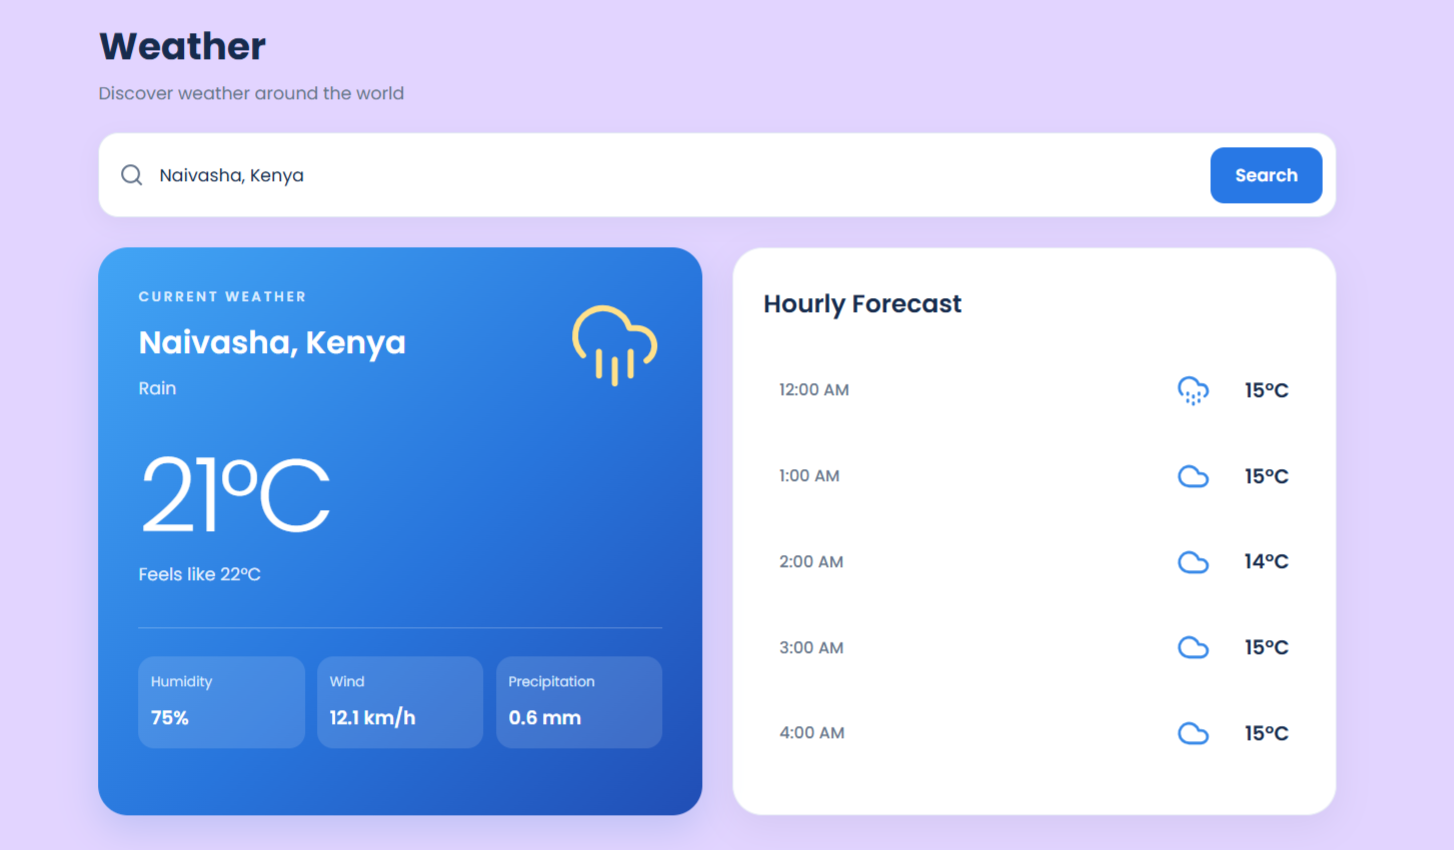 Weather
Discover weather around the world
Naivasha, Kenya
Search
CURRENT WEATHER
Naivasha, Kenya
Rain
21°C
Feels like 22°C
Humidity
75%
Wind
12.1 km/h
Precipitation
0.6 mm
Hourly Forecast
12:00 AM 15°C
1:00 AM 15°C
2:00 AM 14°C
3:00 AM 15°C
4:00 AM 15°C